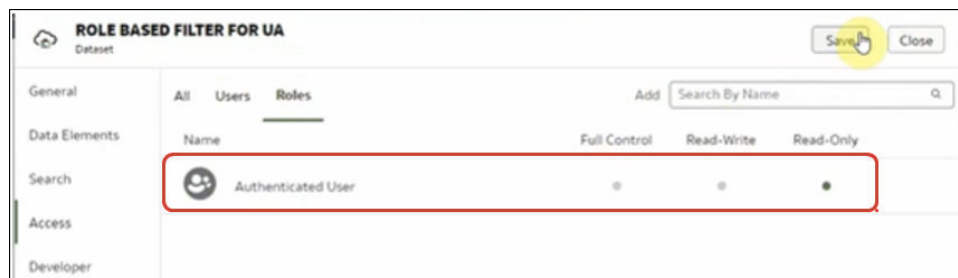 ROLE BASED FILTER FOR UA
Dataset
Save Close
General
All Users Roles Add Search By Name
Data Elements
Name Full Control Read-Write Read-Only
Search
Authenticated User
Access
Developer